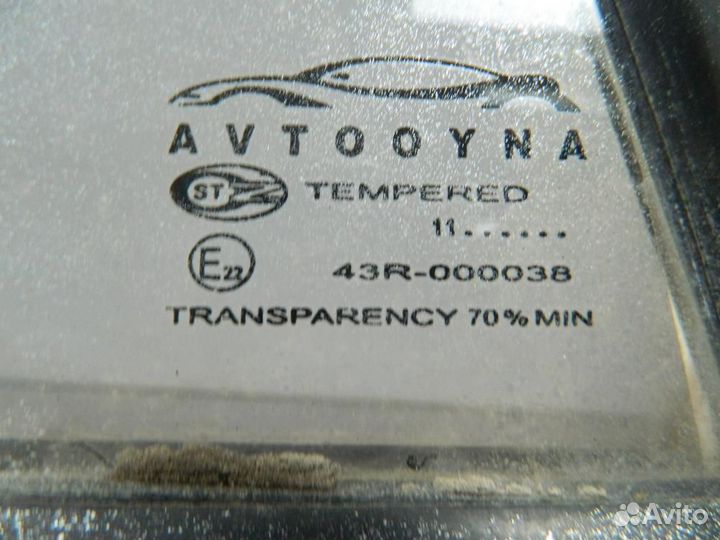 AVTOOYNA
ST TEMPERED
11.......
E22 43R-000038
TRANSPARENCY 70% MIN
Avito